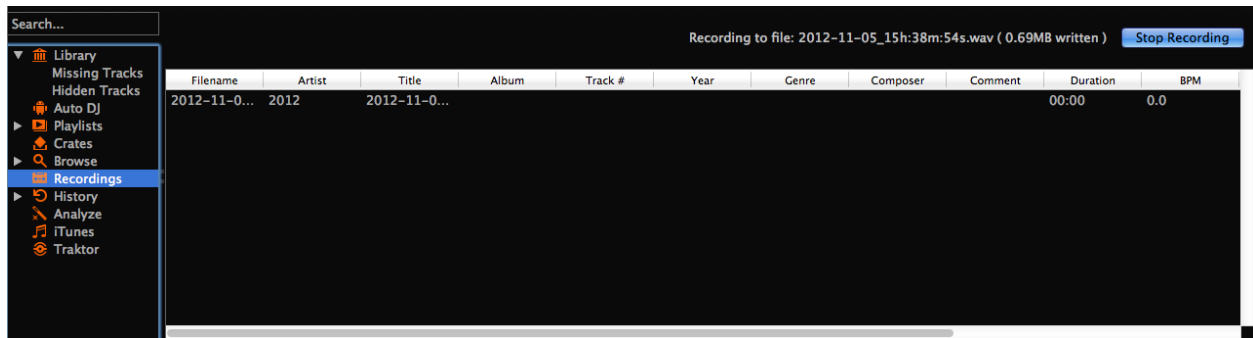 Search...
Recording to file: 2012-11-05_15h:38m:54s.wav ( 0.69MB written ) Stop Recording
Library
Missing Tracks
Hidden Tracks
Auto DJ
Playlists
Crates
Browse
Recordings
History
Analyze
iTunes
Traktor
Filename Artist Title Album Track # Year Genre Composer Comment Duration BPM
2012-11-0... 2012 2012-11-0... 00:00 0.0